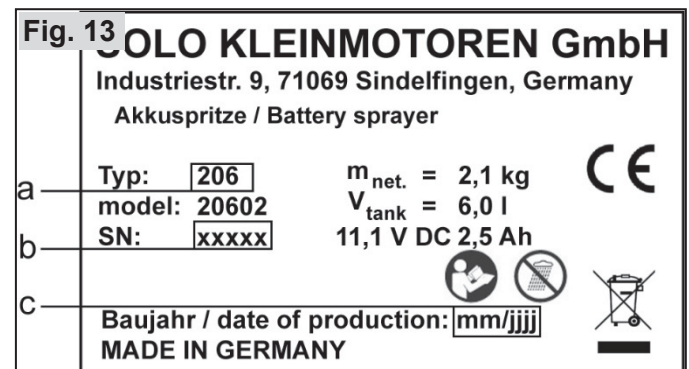 Fig. 13
SOLO KLEINMOTOREN GmbH
Industriestr. 9, 71069 Sindelfingen, Germany
Akkuspritze / Battery sprayer
CE
a
Typ: 206 m net. = 2,1 kg
model: 20602 V tank = 6,0 l
b
SN: xxxxx 11,1 V DC 2,5 Ah
c
Baujahr / date of production: mm/jjjj
MADE IN GERMANY